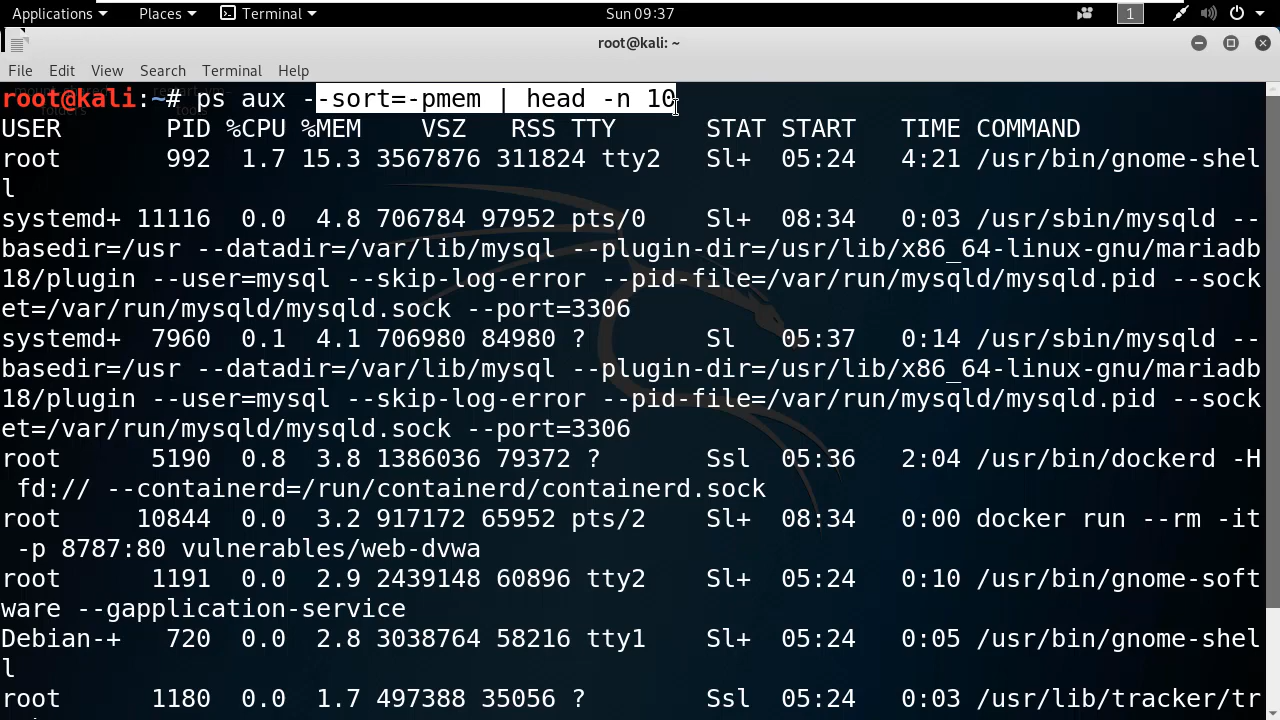 Applications Places Terminal Sun 09:37 1
root@kali: ~
File Edit View Search Terminal Help
root@kali:~# ps aux --sort=-pmem | head -n 10
USER PID %CPU %MEM VSZ RSS TTY STAT START TIME COMMAND
root 992 1.7 15.3 3567876 311824 tty2 Sl+ 05:24 4:21 /usr/bin/gnome-shel
l
systemd+ 11116 0.0 4.8 706784 97952 pts/0 Sl+ 08:34 0:03 /usr/sbin/mysqld --
basedir=/usr --datadir=/var/lib/mysql --plugin-dir=/usr/lib/x86_64-linux-gnu/mariadb
18/plugin --user=mysql --skip-log-error --pid-file=/var/run/mysqld/mysqld.pid --sock
et=/var/run/mysqld/mysqld.sock --port=3306
systemd+ 7960 0.1 4.1 706980 84980 ? Sl 05:37 0:14 /usr/sbin/mysqld --
basedir=/usr --datadir=/var/lib/mysql --plugin-dir=/usr/lib/x86_64-linux-gnu/mariadb
18/plugin --user=mysql --skip-log-error --pid-file=/var/run/mysqld/mysqld.pid --sock
et=/var/run/mysqld/mysqld.sock --port=3306
root 5190 0.8 3.8 1386036 79372 ? Ssl 05:36 2:04 /usr/bin/dockerd -H
fd:// --containerd=/run/containerd/containerd.sock
root 10844 0.0 3.2 917172 65952 pts/2 Sl+ 08:34 0:00 docker run --rm -it
-p 8787:80 vulnerables/web-dvwa
root 1191 0.0 2.9 2439148 60896 tty2 Sl+ 05:24 0:10 /usr/bin/gnome-soft
ware --gapplication-service
Debian-+ 720 0.0 2.8 3038764 58216 tty1 Sl+ 05:24 0:05 /usr/bin/gnome-shel
l
root 1180 0.0 1.7 497388 35056 ? Ssl 05:24 0:03 /usr/lib/tracker/tr